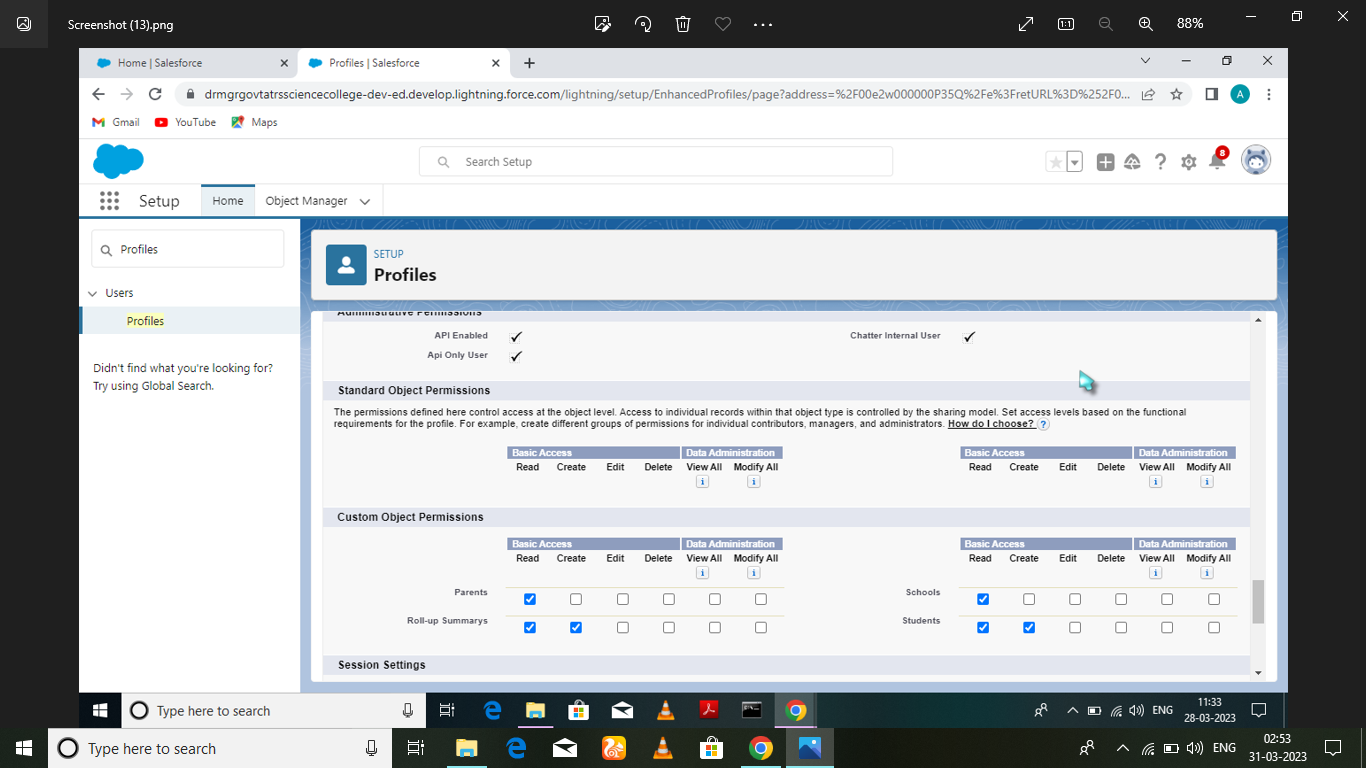 Screenshot (13).png
88%
Home | Salesforce
Profiles | Salesforce
drmgrgovtatrssciencecollege-dev-ed.develop.lightning.force.com/lightning/setup/EnhancedProfiles/page?address=%2F00e2w000000P35Q%2Fe%3FretURL%3D%252F0...
A
Gmail YouTube Maps
Search Setup
8
Setup Home Object Manager
Profiles
Users
Profiles
Didn't find what you're looking for?
Try using Global Search.
SETUP
Profiles
Administrative Permissions
API Enabled Chatter Internal User
Api Only User
Standard Object Permissions
The permissions defined here control access at the object level. Access to individual records within that object type is controlled by the sharing model. Set access levels based on the functional
requirements for the profile. For example, create different groups of permissions for individual contributors, managers, and administrators. How do I choose? ?
Basic Access Data Administration Basic Access Data Administration
Read Create Edit Delete View All Modify All Read Create Edit Delete View All Modify All
i i i i
Custom Object Permissions
Basic Access Data Administration Basic Access Data Administration
Read Create Edit Delete View All Modify All Read Create Edit Delete View All Modify All
i i i i
Parents Schools
Roll-up Summarys Students
Session Settings
Type here to search
ENG
11:33
28-03-2023
Type here to search
ENG
02:53
31-03-2023